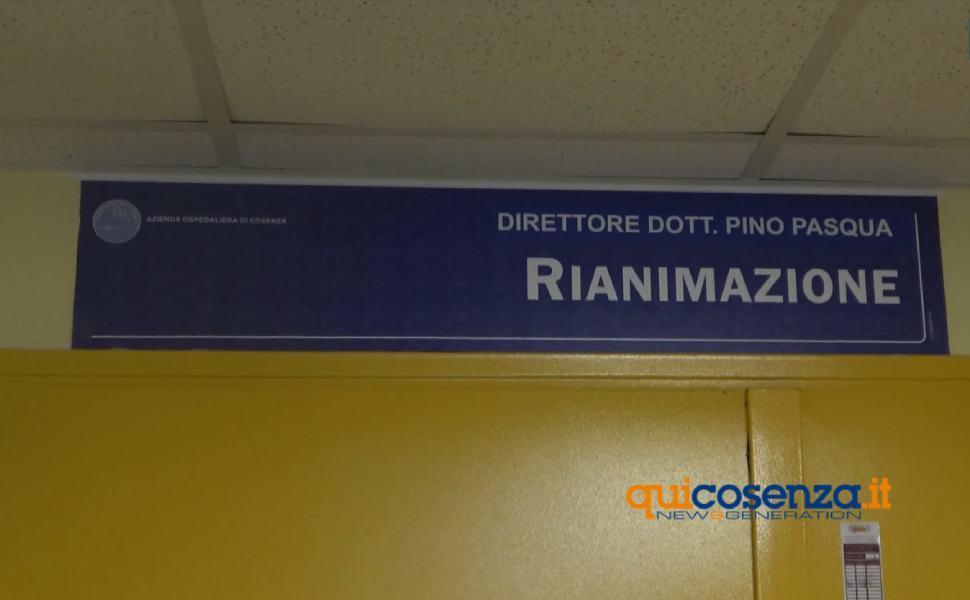 AZIENDA OSPEDALIERA DI COSENZA
DIRETTORE DOTT. PINO PASQUA
RIANIMAZIONE
quicosenza.it
NEWS&GENERATION